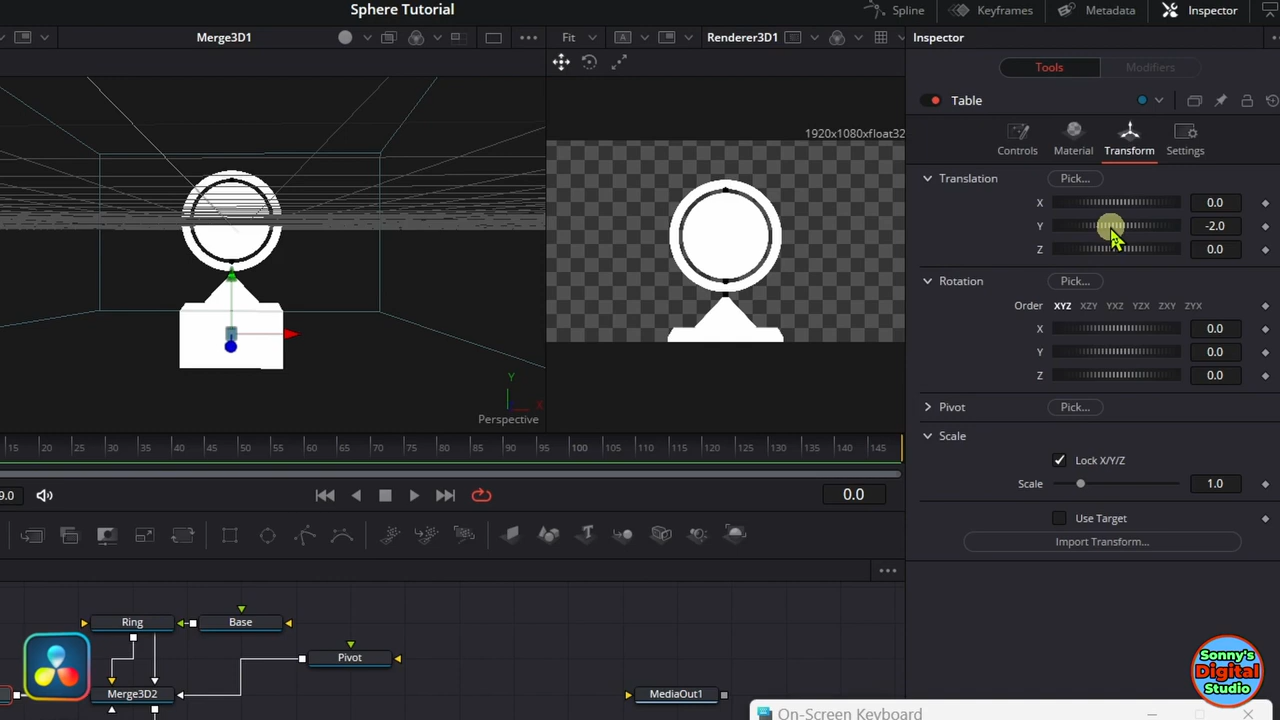 Sphere Tutorial
Spline
Keyframes
Metadata
Inspector
Merge3D1
Fit
A
Renderer3D1
Inspector
Tools
Modifiers
Table
1920x1080xfloat32
Controls
Material
Transform
Settings
Translation
Pick...
X
0.0
Y
-2.0
Z
0.0
Rotation
Pick...
Order
XYZ XZY YXZ YZX ZXY ZYX
X
0.0
Y
0.0
Z
0.0
Y
X
Perspective
Pivot
Pick...
Scale
Lock X/Y/Z
Scale
1.0
Use Target
Import Transform...
15 20 25 30 35 40 45 50 55 60 65 70 75 80 85 90 95 100 105 110 115 120 125 130 135 140 145
9.0
0.0
T
Ring
Base
Pivot
Merge3D2
MediaOut1
Sonny's
Digital
Studio
On-Screen Keyboard